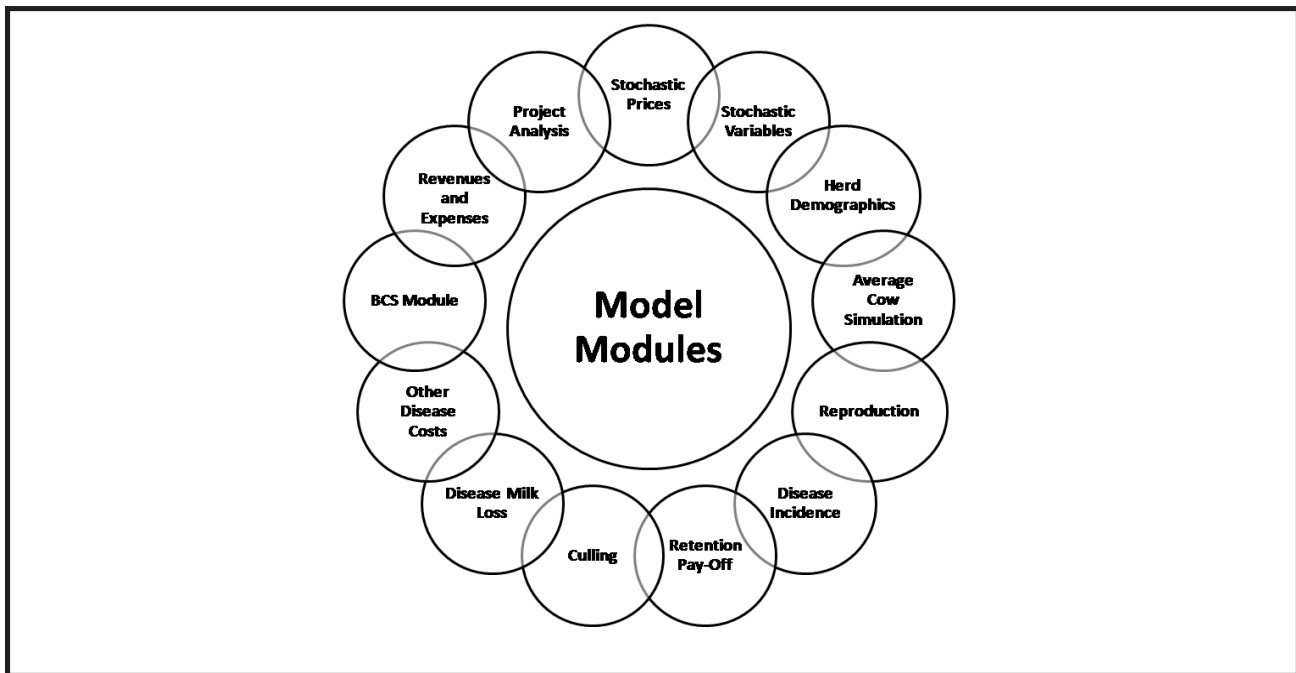 Stochastic
Prices
Stochastic
Variables
Herd
Demographics
Average
Cow
Simulation
Reproduction
Disease
Incidence
Retention
Pay-Off
Culling
Disease Milk
Loss
Other
Disease
Costs
BCS Module
Revenues
and
Expenses
Project
Analysis
Model
Modules